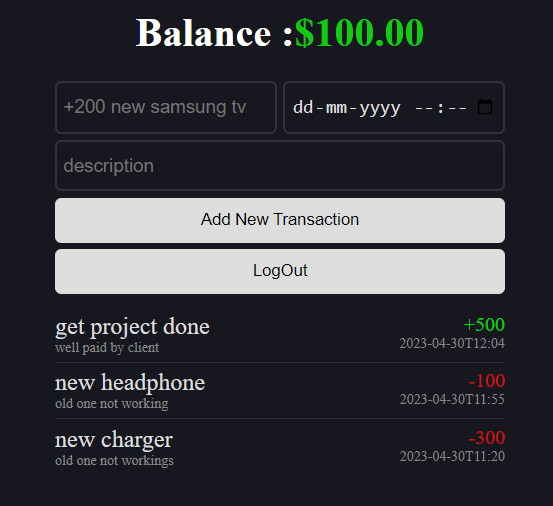 Balance :$100.00
+200 new samsung tv
dd-mm-yyyy --:--
description
Add New Transaction
LogOut
get project done +500
well paid by client 2023-04-30T12:04
new headphone -100
old one not working 2023-04-30T11:55
new charger -300
old one not workings 2023-04-30T11:20